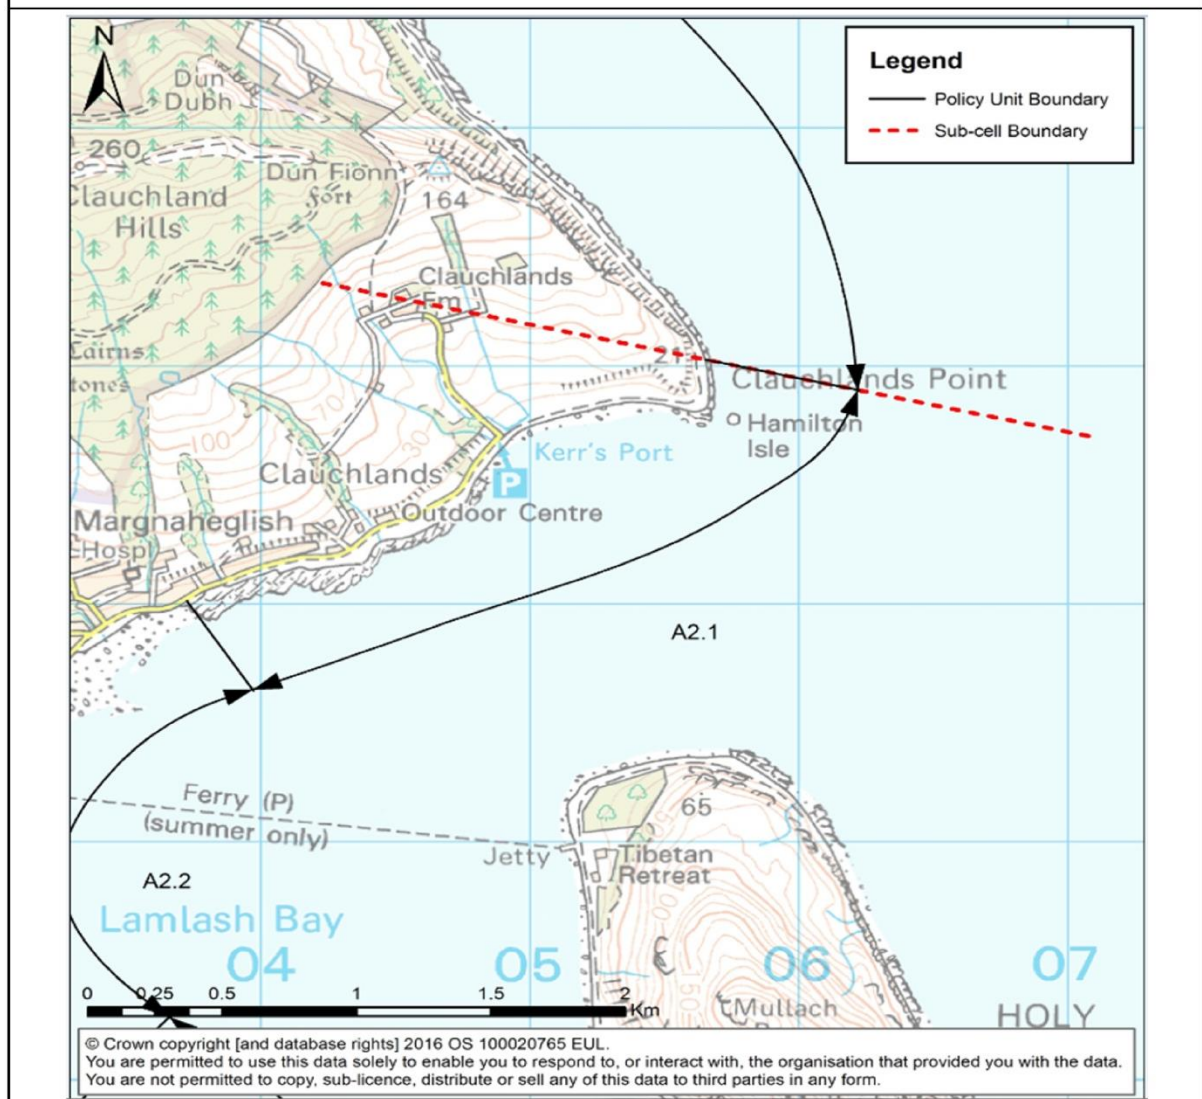 N
Legend
Policy Unit Boundary
Sub-cell Boundary
Dun
Dubh
260
Dun Fionn
fort
164
Clauchland
Hills
Clauchlands
Fm
Cairns
21
Clauchlands Point
Hamilton
Isle
70
100
30
Kerr's Port
P
Clauchlands
Outdoor Centre
Margnaheglish
Hospl
A2.1
Ferry (P)
(summer only)
65
Jetty
Tibetan
Retreat
A2.2
Lamlash Bay
04 05 06 07
0 0.25 0.5 1 1.5 2
Km
Mullach
HOLY
© Crown copyright [and database rights] 2016 OS 100020765 EUL.
You are permitted to use this data solely to enable you to respond to, or interact with, the organisation that provided you with the data.
You are not permitted to copy, sub-licence, distribute or sell any of this data to third parties in any form.